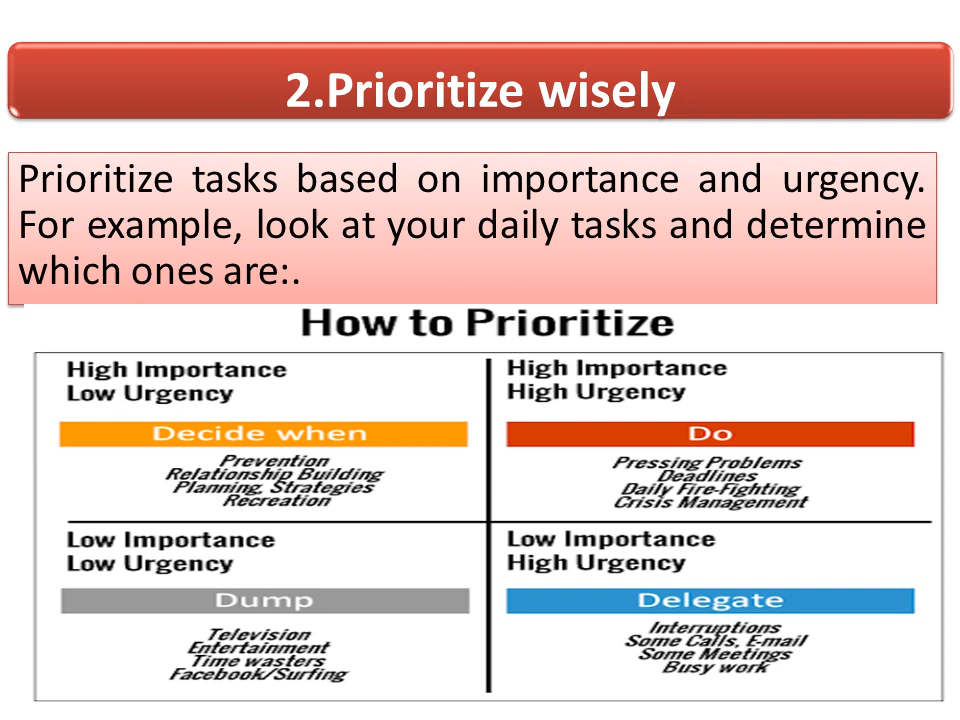 2.Prioritize wisely
Prioritize tasks based on importance and urgency.
For example, look at your daily tasks and determine
which ones are:.
How to Prioritize
High Importance
Low Urgency
Decide when
Prevention
Relationship Building
Planning, Strategies
Recreation
High Importance
High Urgency
Do
Pressing Problems
Deadlines
Daily Fire-Fighting
Crisis Management
Low Importance
Low Urgency
Dump
Television
Entertainment
Time wasters
Facebook/Surfing
Low Importance
High Urgency
Delegate
Interruptions
Some Calls, E-mail
Some Meetings
Busy work